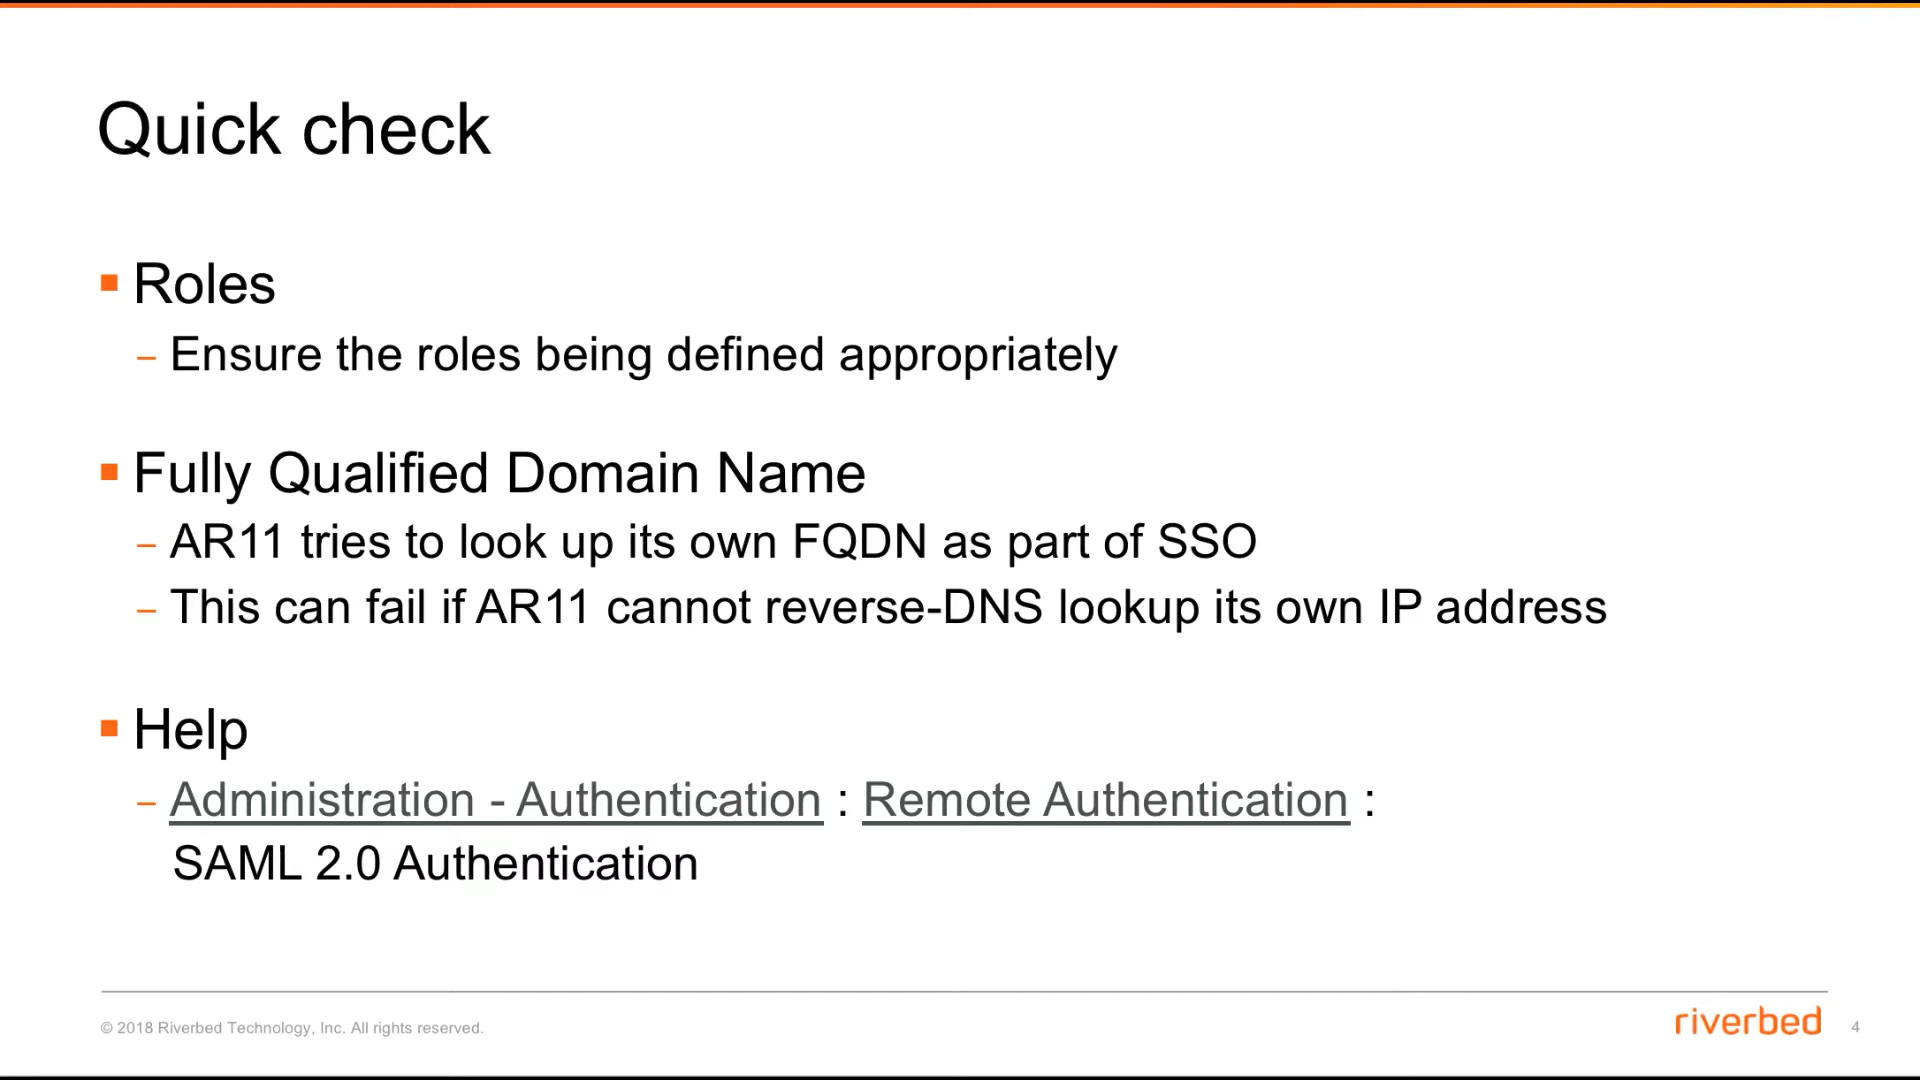 Quick check
▪ Roles
– Ensure the roles being defined appropriately
▪ Fully Qualified Domain Name
– AR11 tries to look up its own FQDN as part of SSO
– This can fail if AR11 cannot reverse-DNS lookup its own IP address
▪ Help
– Administration - Authentication : Remote Authentication :
SAML 2.0 Authentication
© 2018 Riverbed Technology, Inc. All rights reserved.
riverbed
4